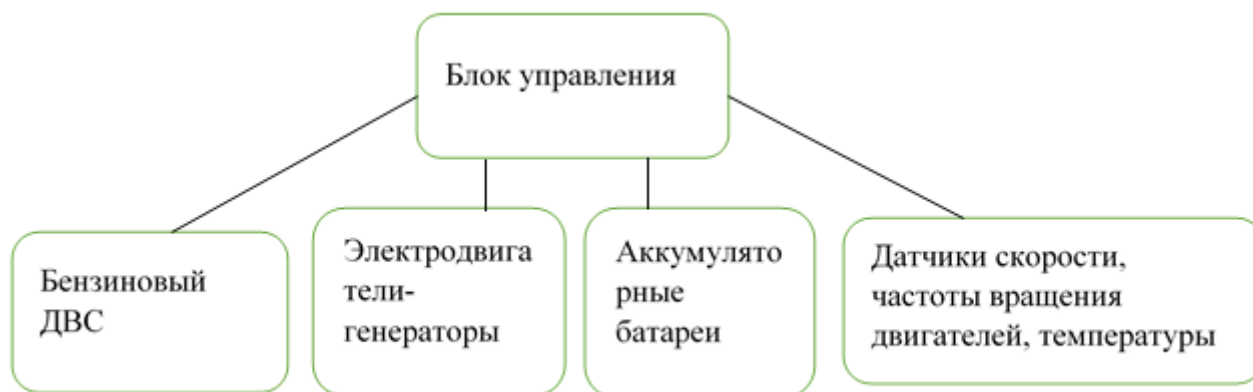 Блок управления
Бензиновый
ДВС
Электродвига
тели-
генераторы
Аккумулято
рные
батареи
Датчики скорости,
частоты вращения
двигателей, температуры